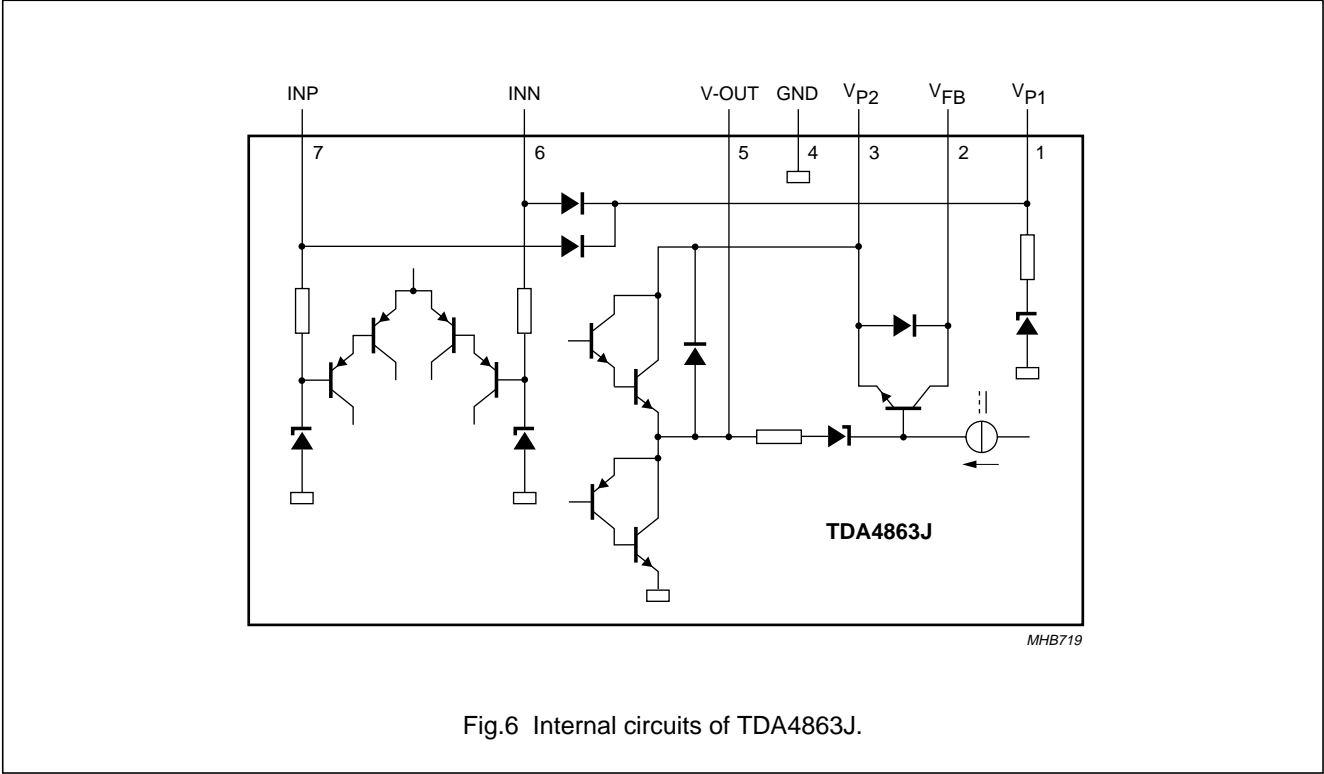 INP INN V-OUT GND VP2 VFB VP1
7 6 5 4 3 2 1
TDA4863J
MHB719
Fig.6 Internal circuits of TDA4863J.